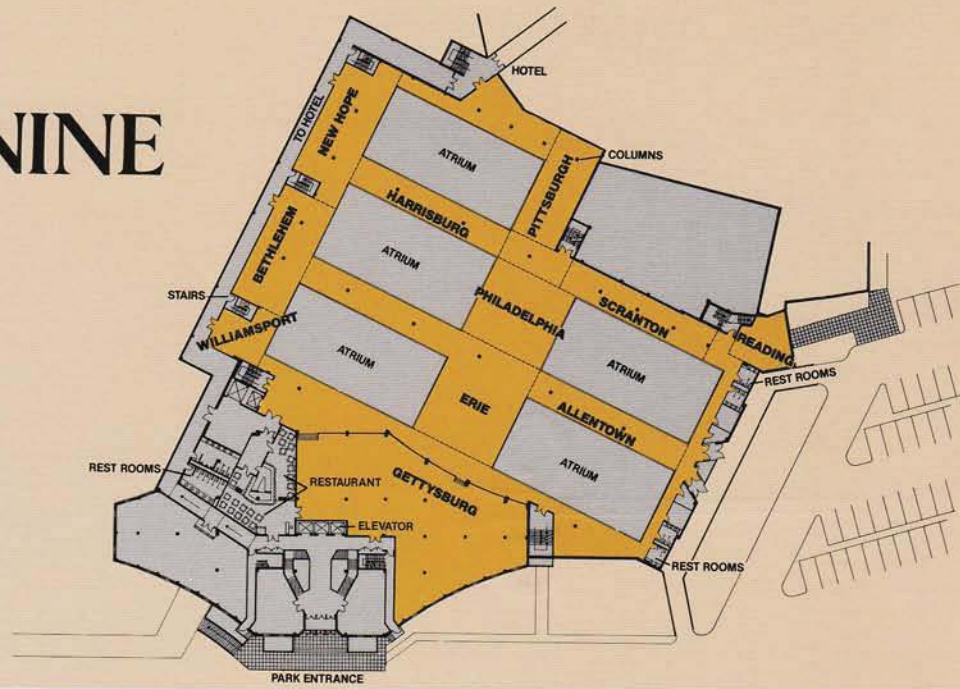 NINE
HOTEL
TO HOTEL
NEW HOPE
ATRIUM
COLUMNS
PITTSBURGH
HARRISBURG
BETHLEHEM
ATRIUM
STAIRS
PHILADELPHIA
SCRANTON
WILLIAMSPORT
READING
ATRIUM
ATRIUM
REST ROOMS
ERIE
ALLENTOWN
REST ROOMS
ATRIUM
GETTYSBURG
RESTAURANT
ELEVATOR
REST ROOMS
PARK ENTRANCE